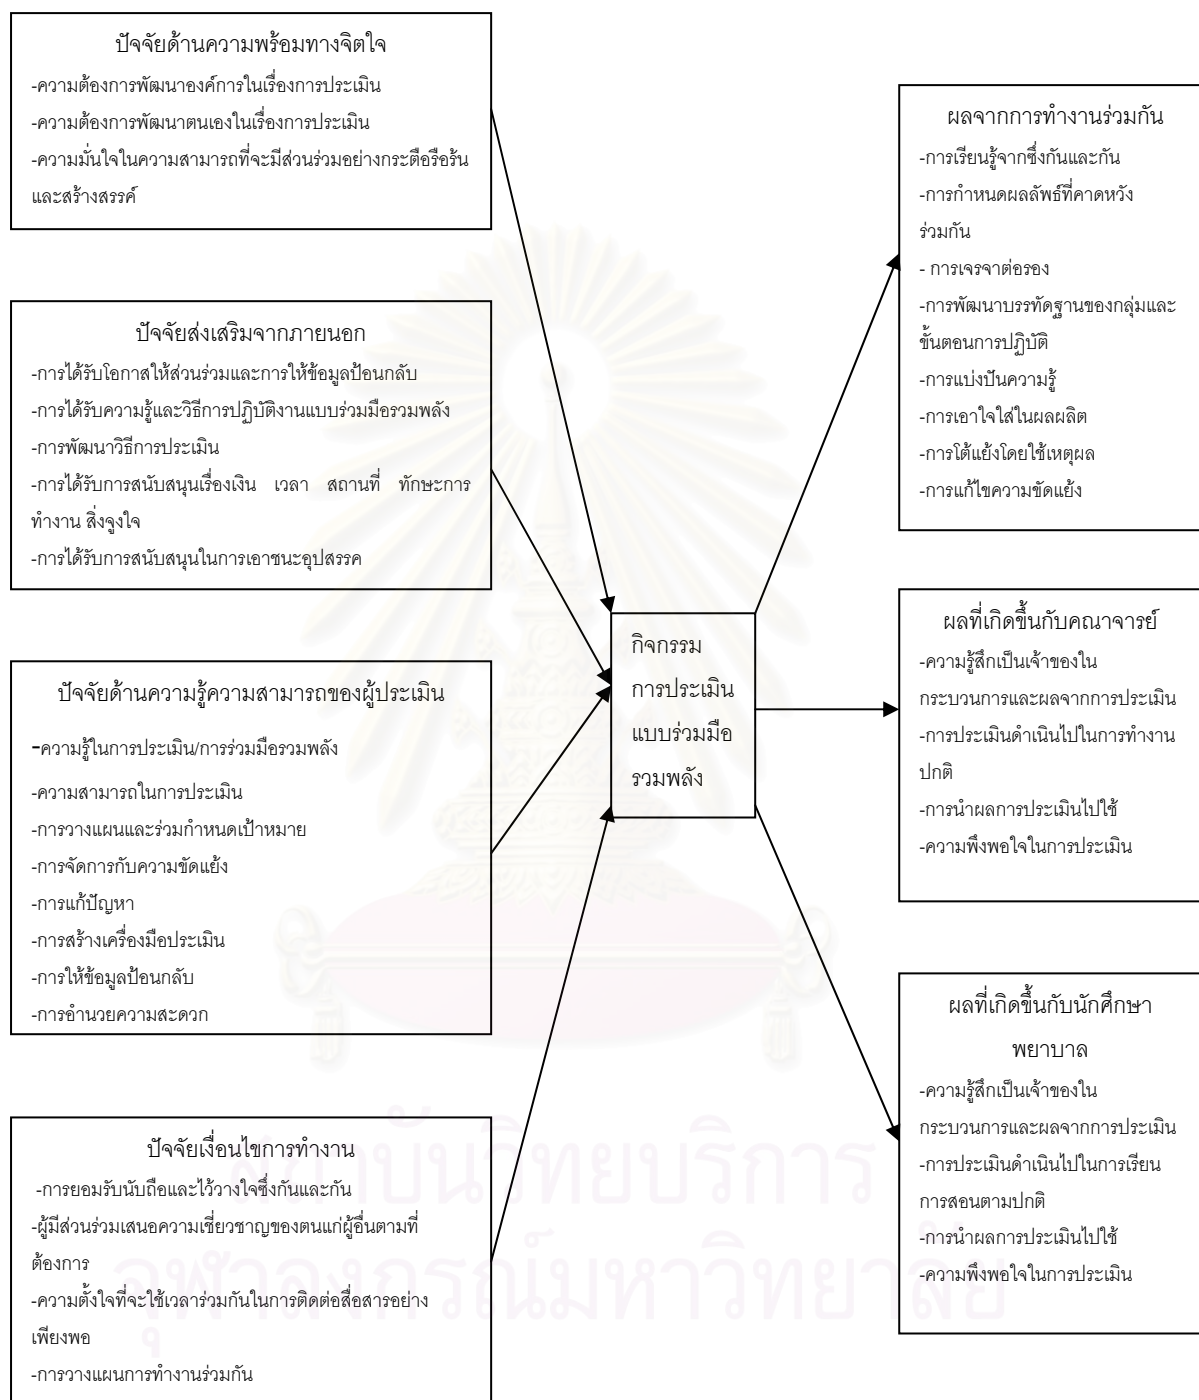 ปัจจัยด้านความพร้อมทางจิตใจ
-ความต้องการพัฒนาองค์การในเรื่องการประเมิน
-ความต้องการพัฒนาตนเองในเรื่องการประเมิน
-ความมั่นใจในความสามารถที่จะมีส่วนร่วมอย่างกระตือรือร้น
และสร้างสรรค์
ปัจจัยส่งเสริมจากภายนอก
-การได้รับโอกาสให้ส่วนร่วมและการให้ข้อมูลป้อนกลับ
-การได้รับความรู้และวิธีการปฏิบัติงานแบบร่วมมือรวมพลัง
-การพัฒนาวิธีการประเมิน
-การได้รับการสนับสนุนเรื่องเงิน เวลา สถานที่ ทักษะการ
ทำงาน สิ่งจูงใจ
-การได้รับการสนับสนุนในการเอาชนะอุปสรรค
ปัจจัยด้านความรู้ความสามารถของผู้ประเมิน
-ความรู้ในการประเมิน/การร่วมมือรวมพลัง
-ความสามารถในการประเมิน
-การวางแผนและร่วมกำหนดเป้าหมาย
-การจัดการกับความขัดแย้ง
-การแก้ปัญหา
-การสร้างเครื่องมือประเมิน
-การให้ข้อมูลป้อนกลับ
-การอำนวยความสะดวก
ปัจจัยเงื่อนไขการทำงาน
-การยอมรับนับถือและไว้วางใจซึ่งกันและกัน
-ผู้มีส่วนร่วมเสนอความเชี่ยวชาญของตนแก่ผู้อื่นตามที่
ต้องการ
-ความตั้งใจที่จะใช้เวลาร่วมกันในการติดต่อสื่อสารอย่าง
เพียงพอ
-การวางแผนการทำงานร่วมกัน
กิจกรรม
การประเมิน
แบบร่วมมือ
รวมพลัง
ผลจากการทำงานร่วมกัน
-การเรียนรู้จากซึ่งกันและกัน
-การกำหนดผลลัพธ์ที่คาดหวัง
ร่วมกัน
- การเจรจาต่อรอง
-การพัฒนาบรรทัดฐานของกลุ่มและ
ขั้นตอนการปฏิบัติ
-การแบ่งปันความรู้
-การเอาใจใส่ในผลผลิต
-การโต้แย้งโดยใช้เหตุผล
-การแก้ไขความขัดแย้ง
ผลที่เกิดขึ้นกับคณาจารย์
-ความรู้สึกเป็นเจ้าของใน
กระบวนการและผลจากการประเมิน
-การประเมินดำเนินไปในการทำงาน
ปกติ
-การนำผลการประเมินไปใช้
-ความพึงพอใจในการประเมิน
ผลที่เกิดขึ้นกับนักศึกษา
พยาบาล
-ความรู้สึกเป็นเจ้าของใน
กระบวนการและผลจากการประเมิน
-การประเมินดำเนินไปในการเรียน
การสอนตามปกติ
-การนำผลการประเมินไปใช้
-ความพึงพอใจในการประเมิน
สถาบันวิทยบริการ
จุฬาลงกรณ์มหาวิทยาลัย